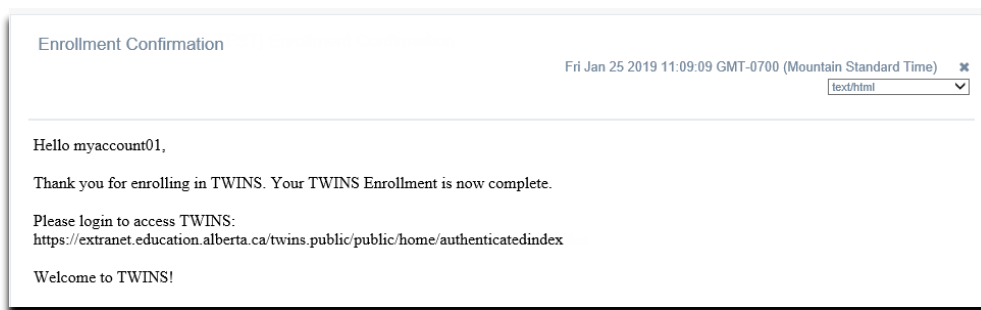 Enrollment Confirmation
Fri Jan 25 2019 11:09:09 GMT-0700 (Mountain Standard Time) ✖
text/html
Hello myaccount01,
Thank you for enrolling in TWINS. Your TWINS Enrollment is now complete.
Please login to access TWINS:
https://extranet.education.alberta.ca/twins.public/public/home/authenticatedindex
Welcome to TWINS!